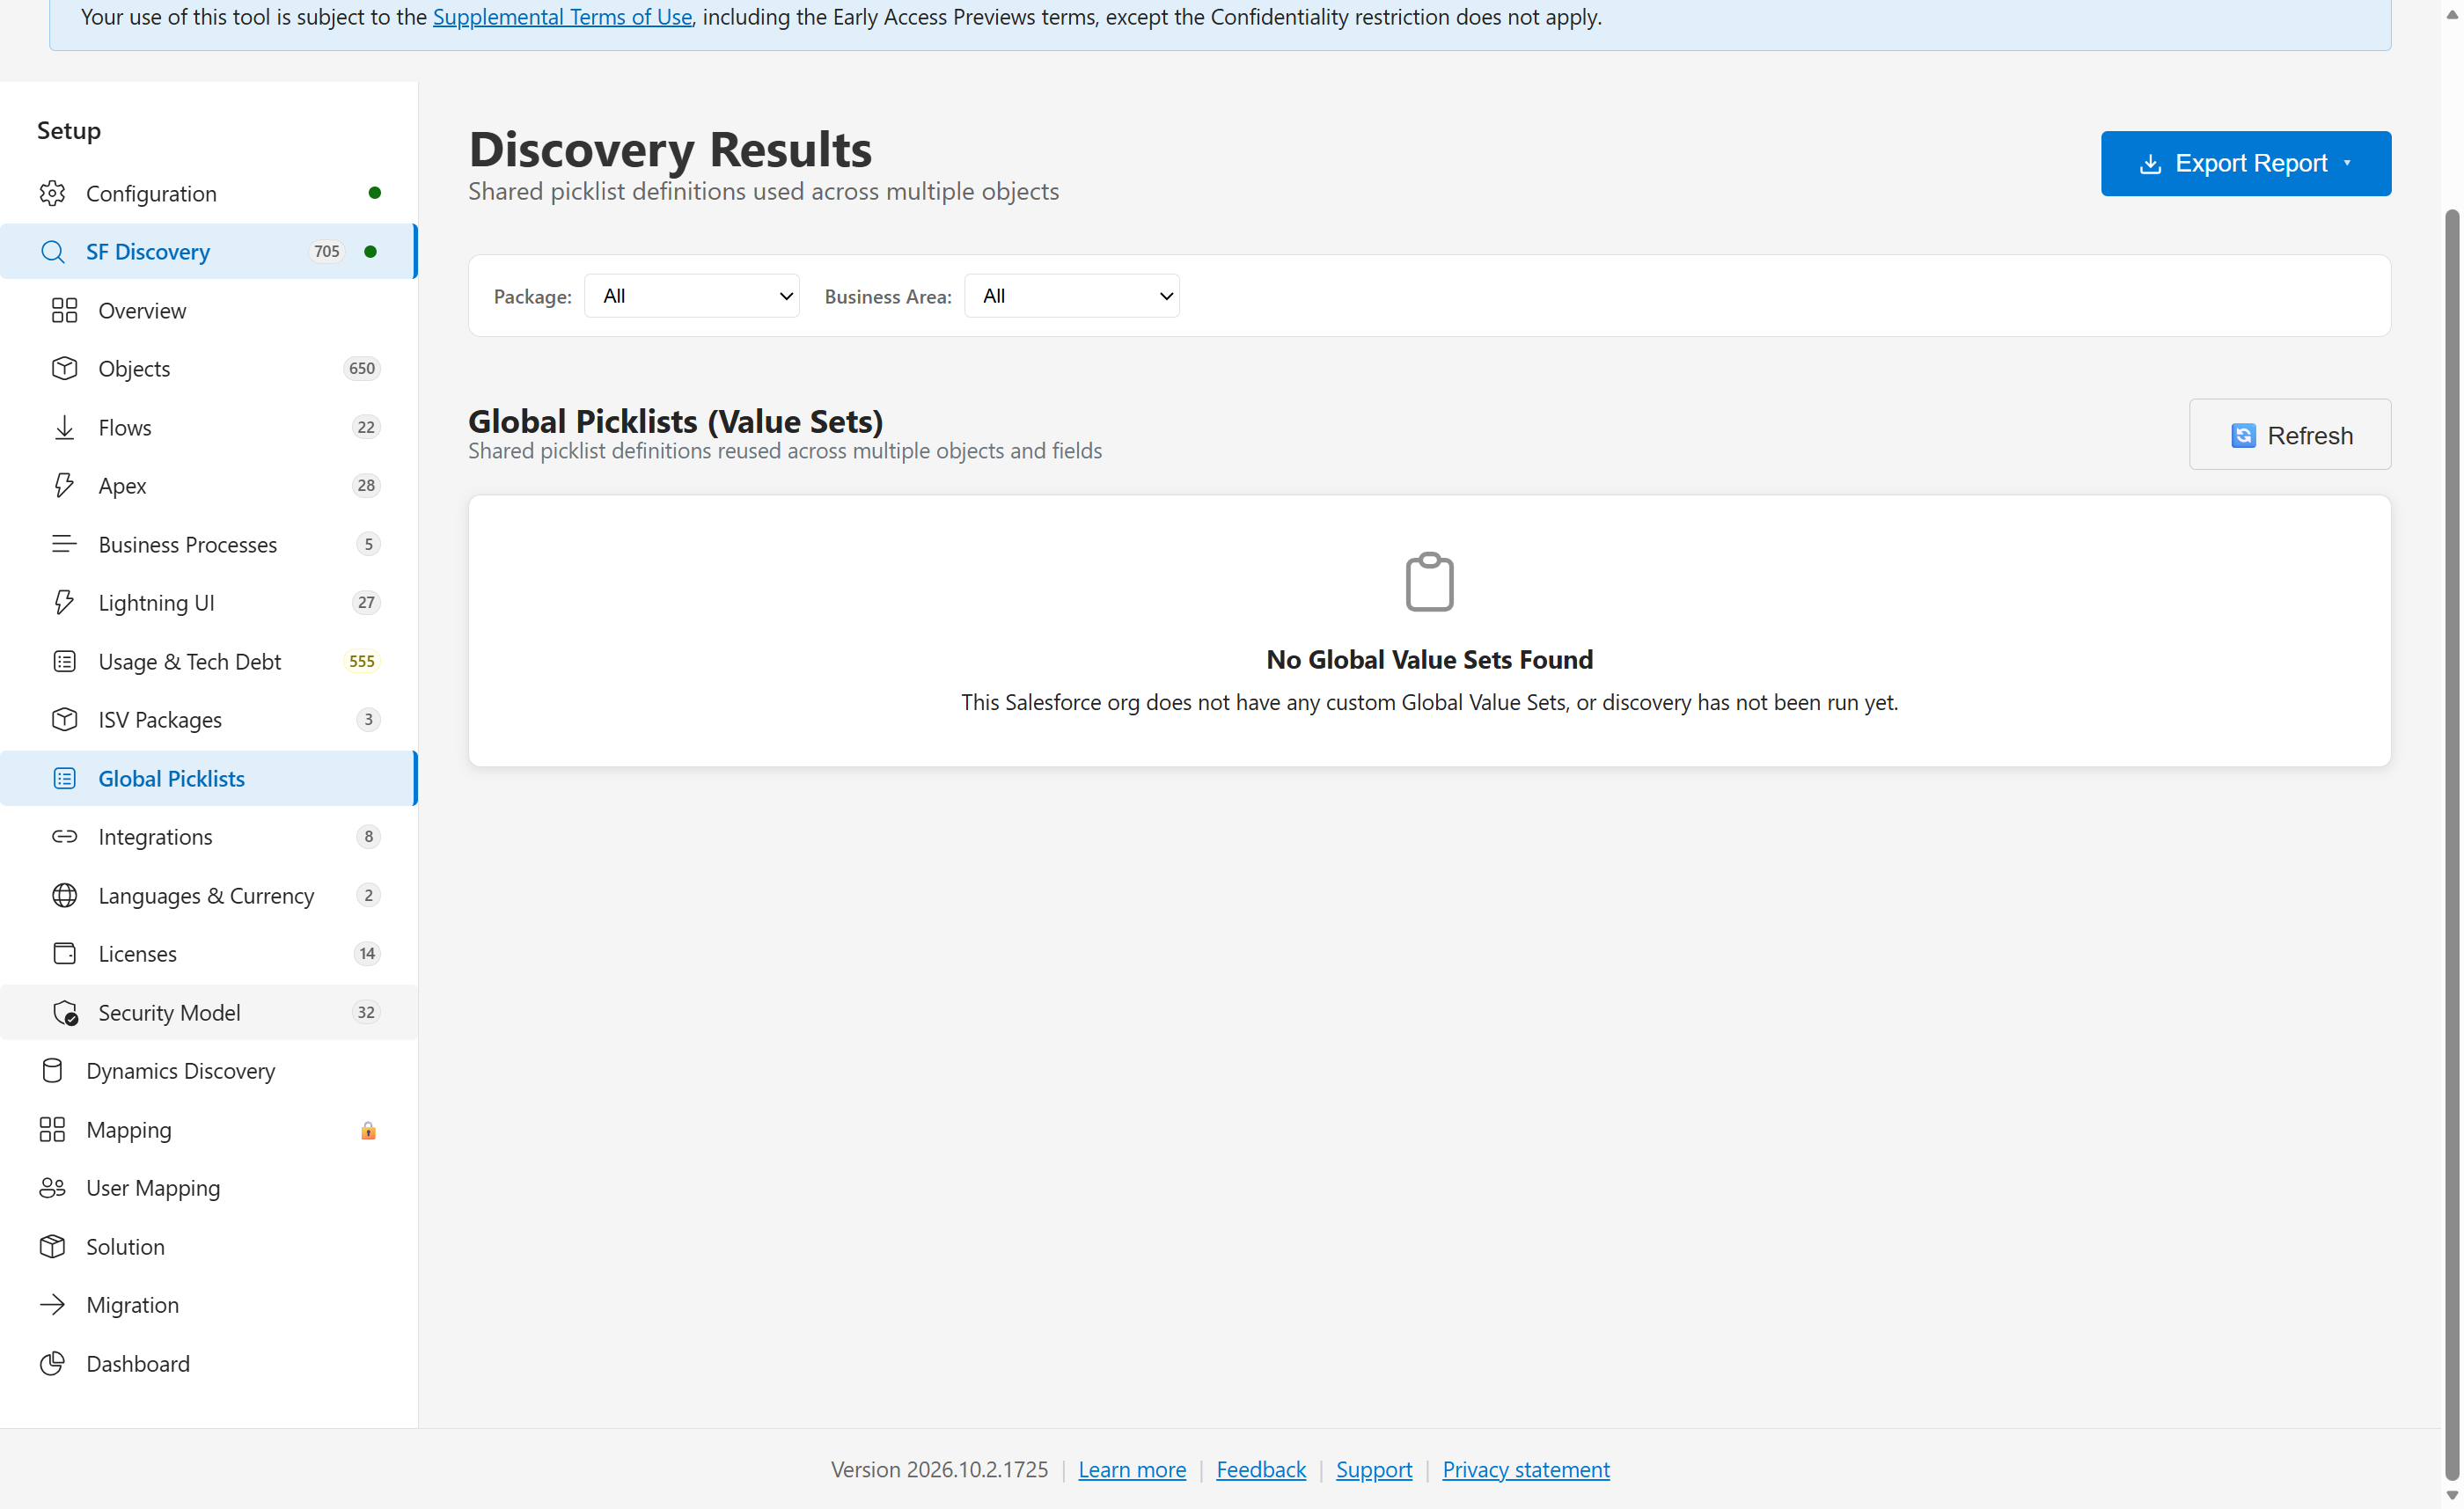 Your use of this tool is subject to the Supplemental Terms of Use, including the Early Access Previews terms, except the Confidentiality restriction does not apply.
Setup
Configuration
SF Discovery 705
Overview
Objects 650
Flows 22
Apex 28
Business Processes 5
Lightning UI 27
Usage & Tech Debt 555
ISV Packages 3
Global Picklists
Integrations 8
Languages & Currency 2
Licenses 14
Security Model 32
Dynamics Discovery
Mapping
User Mapping
Solution
Migration
Dashboard
Discovery Results
Shared picklist definitions used across multiple objects
Export Report
Package: All Business Area: All
Global Picklists (Value Sets)
Shared picklist definitions reused across multiple objects and fields
Refresh
No Global Value Sets Found
This Salesforce org does not have any custom Global Value Sets, or discovery has not been run yet.
Version 2026.10.2.1725 | Learn more | Feedback | Support | Privacy statement